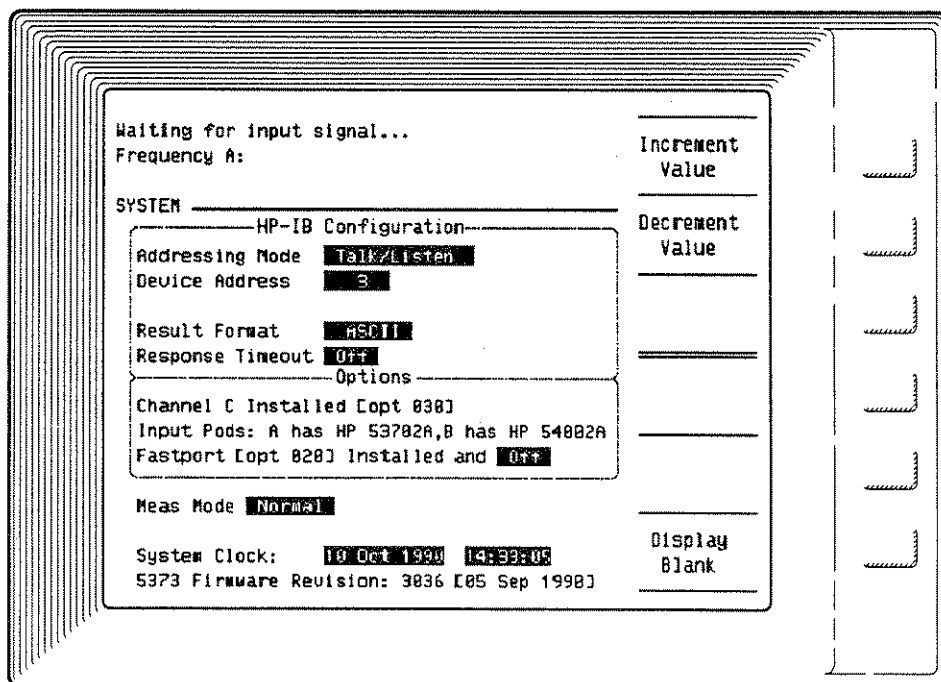 Waiting for input signal...
Frequency A:
SYSTEM
HP-IB Configuration
Addressing Mode Talk/Listen
Device Address 3
Result Format ASCII
Response Timeout Off
Options
Channel C Installed [opt 030]
Input Pods: A has HP 53702A,B has HP 54002A
Fastport [opt 020] Installed and Off
Meas Mode Normal
System Clock: 10 Oct 1990 14:33:05
5373 Firmware Revision: 3036 [05 Sep 1990]
Increment
Value
Decrement
Value
Display
Blank